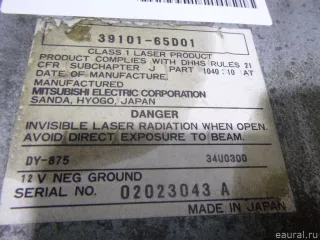 39101-65D01
CLASS 1 LASER PRODUCT
PRODUCT COMPLIES WITH DHHS RULES 21
CFR SUBCHAPTER J PART 1040.10 AT
DATE OF MANUFACTURE.
MANUFACTURED
MITSUBISHI ELECTRIC CORPORATION
SANDA, HYOGO, JAPAN
DANGER
INVISIBLE LASER RADIATION WHEN OPEN.
AVOID DIRECT EXPOSURE TO BEAM.
DY-875 34U0300
12 V NEG GROUND
SERIAL NO. 02023043 A
MADE IN JAPAN
eaural.ru